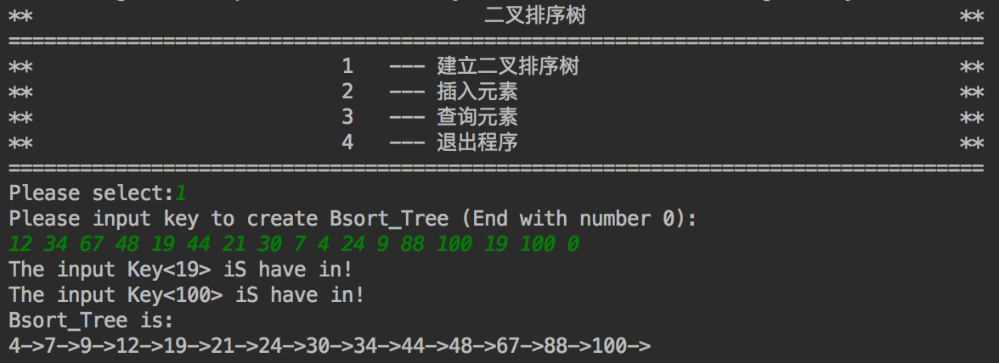 ** 二叉排序树 **
==================================================================================
** 1 --- 建立二叉排序树 **
** 2 --- 插入元素 **
** 3 --- 查询元素 **
** 4 --- 退出程序 **
==================================================================================
Please select:1
Please input key to create Bsort_Tree (End with number 0):
12 34 67 48 19 44 21 30 7 4 24 9 88 100 19 100 0
The input Key<19> iS have in!
The input Key<100> iS have in!
Bsort_Tree is:
4->7->9->12->19->21->24->30->34->44->48->67->88->100->